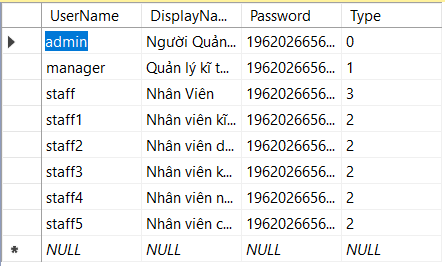 UserName DisplayNa... Password Type
admin Người Quản... 1962026656... 0
manager Quản lý kĩ t... 1962026656... 1
staff Nhân Viên 1962026656... 3
staff1 Nhân viên kĩ... 1962026656... 2
staff2 Nhân viên d... 1962026656... 2
staff3 Nhân viên k... 1962026656... 2
staff4 Nhân viên n... 1962026656... 2
staff5 Nhân viên c... 1962026656... 2
NULL NULL NULL NULL